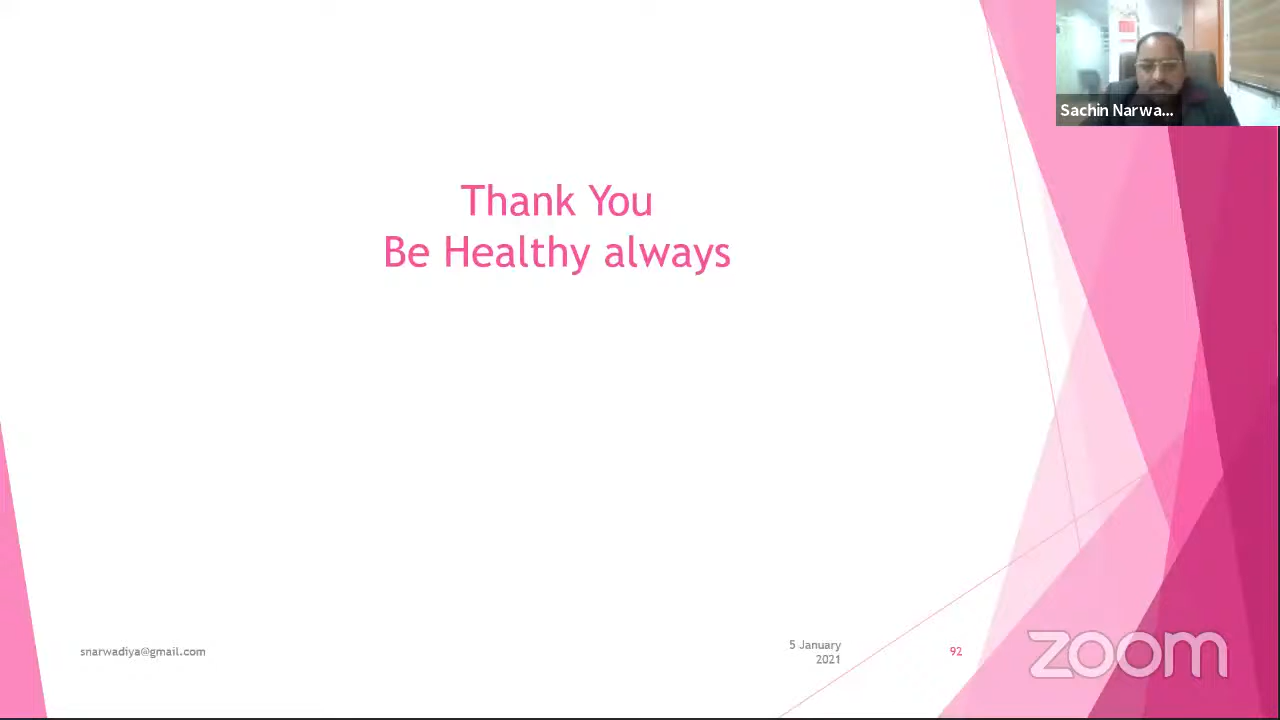 Sachin Narwa...
Thank You
Be Healthy always
snarwadiya@gmail.com
5 January
2021
92
zoom